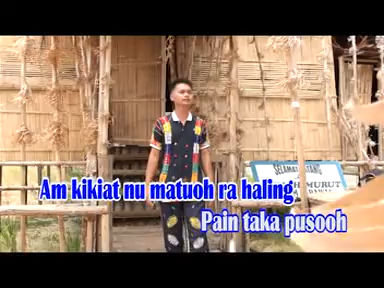 SELAMAT DATANG
MURUT
Am kikiat nu matuoh ra haling
Pain taka pusooh